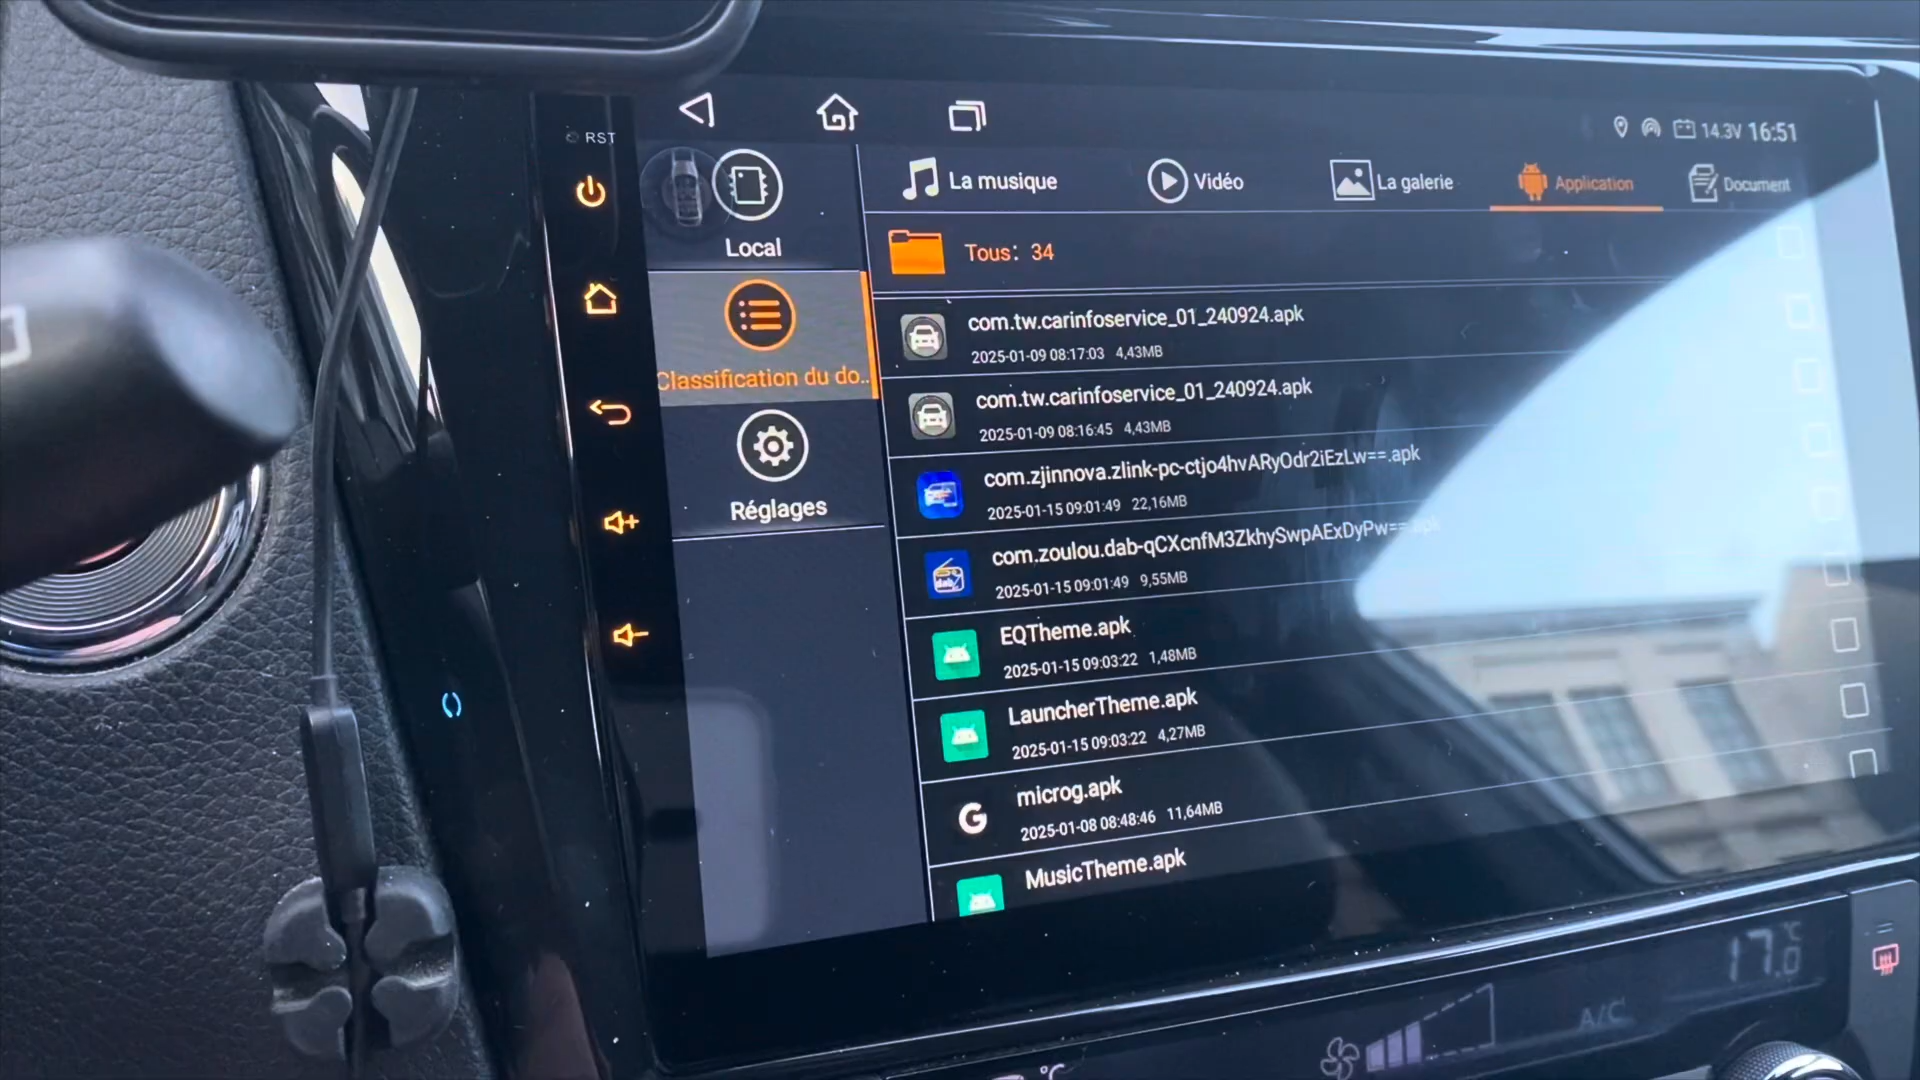 RST
14.3V 16:51
Local
Classification du do..
Réglages
La musique
Vidéo
La galerie
Application
Document
Tous: 34
com.tw.carinfoservice_01_240924.apk
2025-01-09 08:17:03 4,43MB
com.tw.carinfoservice_01_240924.apk
2025-01-09 08:16:45 4,43MB
com.zjinnova.zlink-pc-ctjo4hvARyOdr2iEzLw==.apk
2025-01-15 09:01:49 22,16MB
com.zoulou.dab-qCXcnfM3ZkhySwpAExDyPw==.apk
2025-01-15 09:01:49 9,55MB
EQTheme.apk
2025-01-15 09:03:22 1,48MB
LauncherTheme.apk
2025-01-15 09:03:22 4,27MB
microg.apk
2025-01-08 08:48:46 11,64MB
MusicTheme.apk
17.0 °C
A/C
°C